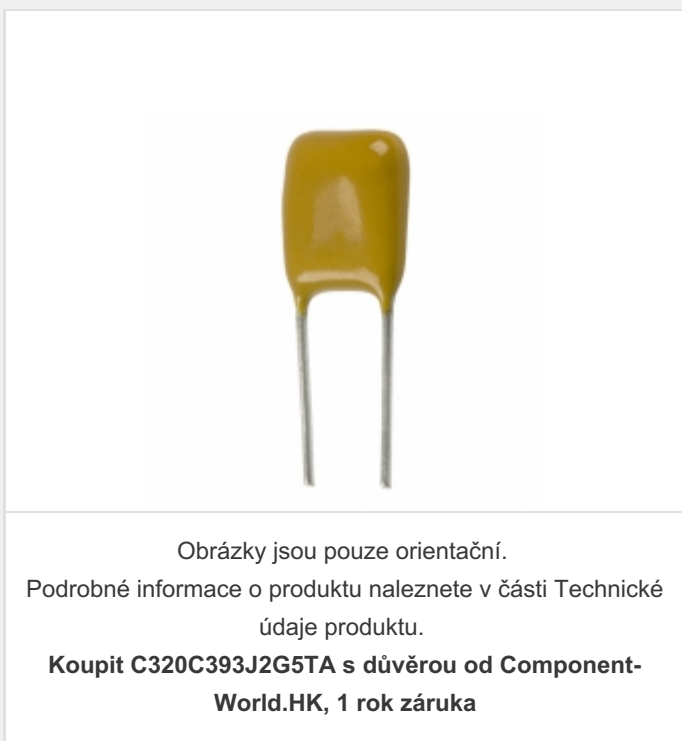 Obrázky jsou pouze orientační.
Podrobné informace o produktu naleznete v části Technické
údaje produktu.
Koupit C320C393J2G5TA s důvěrou od Component-
World.HK, 1 rok záruka